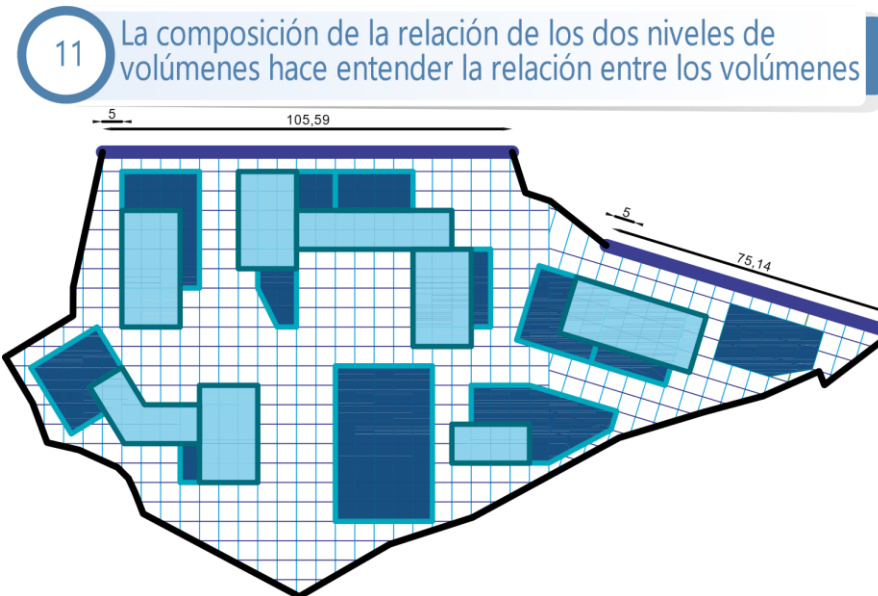 11
La composición de la relación de los dos niveles de
volúmenes hace entender la relación entre los volúmenes
5
105,59
5
75,14